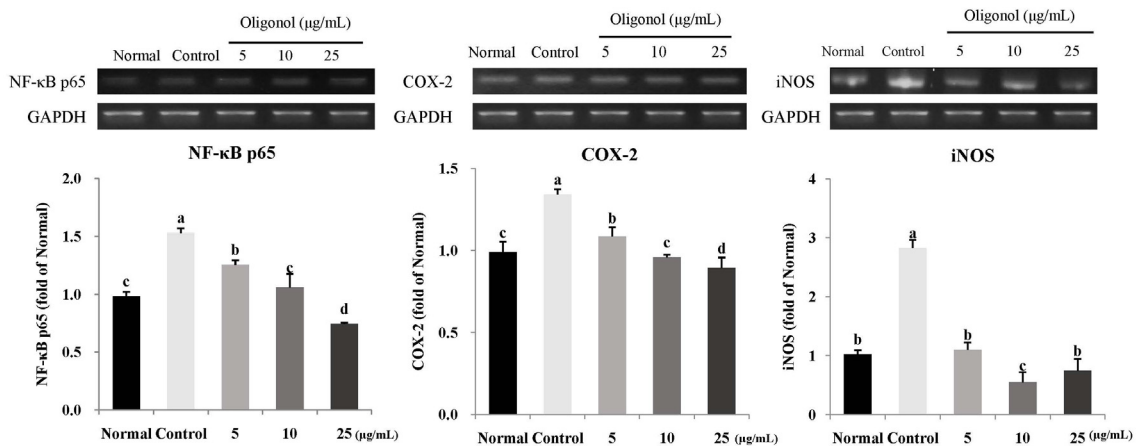 Oligonol (µg/mL)
Normal Control 5 10 25
NF-κB p65
GAPDH
NF-κB p65
NF-κB p65 (fold of Normal)
2.0
1.5
1.0
0.5
0.0
c
a
b
c
d
Normal Control 5 10 25 (µg/mL)
Oligonol (µg/mL)
Normal Control 5 10 25
COX-2
GAPDH
COX-2
COX-2 (fold of Normal)
1.5
1.0
0.5
0.0
c
a
b
c
d
Normal Control 5 10 25 (µg/mL)
Oligonol (µg/mL)
Normal Control 5 10 25
iNOS
GAPDH
iNOS
iNOS (fold of Normal)
4
3
2
1
0
b
a
b
c
b
Normal Control 5 10 25 (µg/mL)